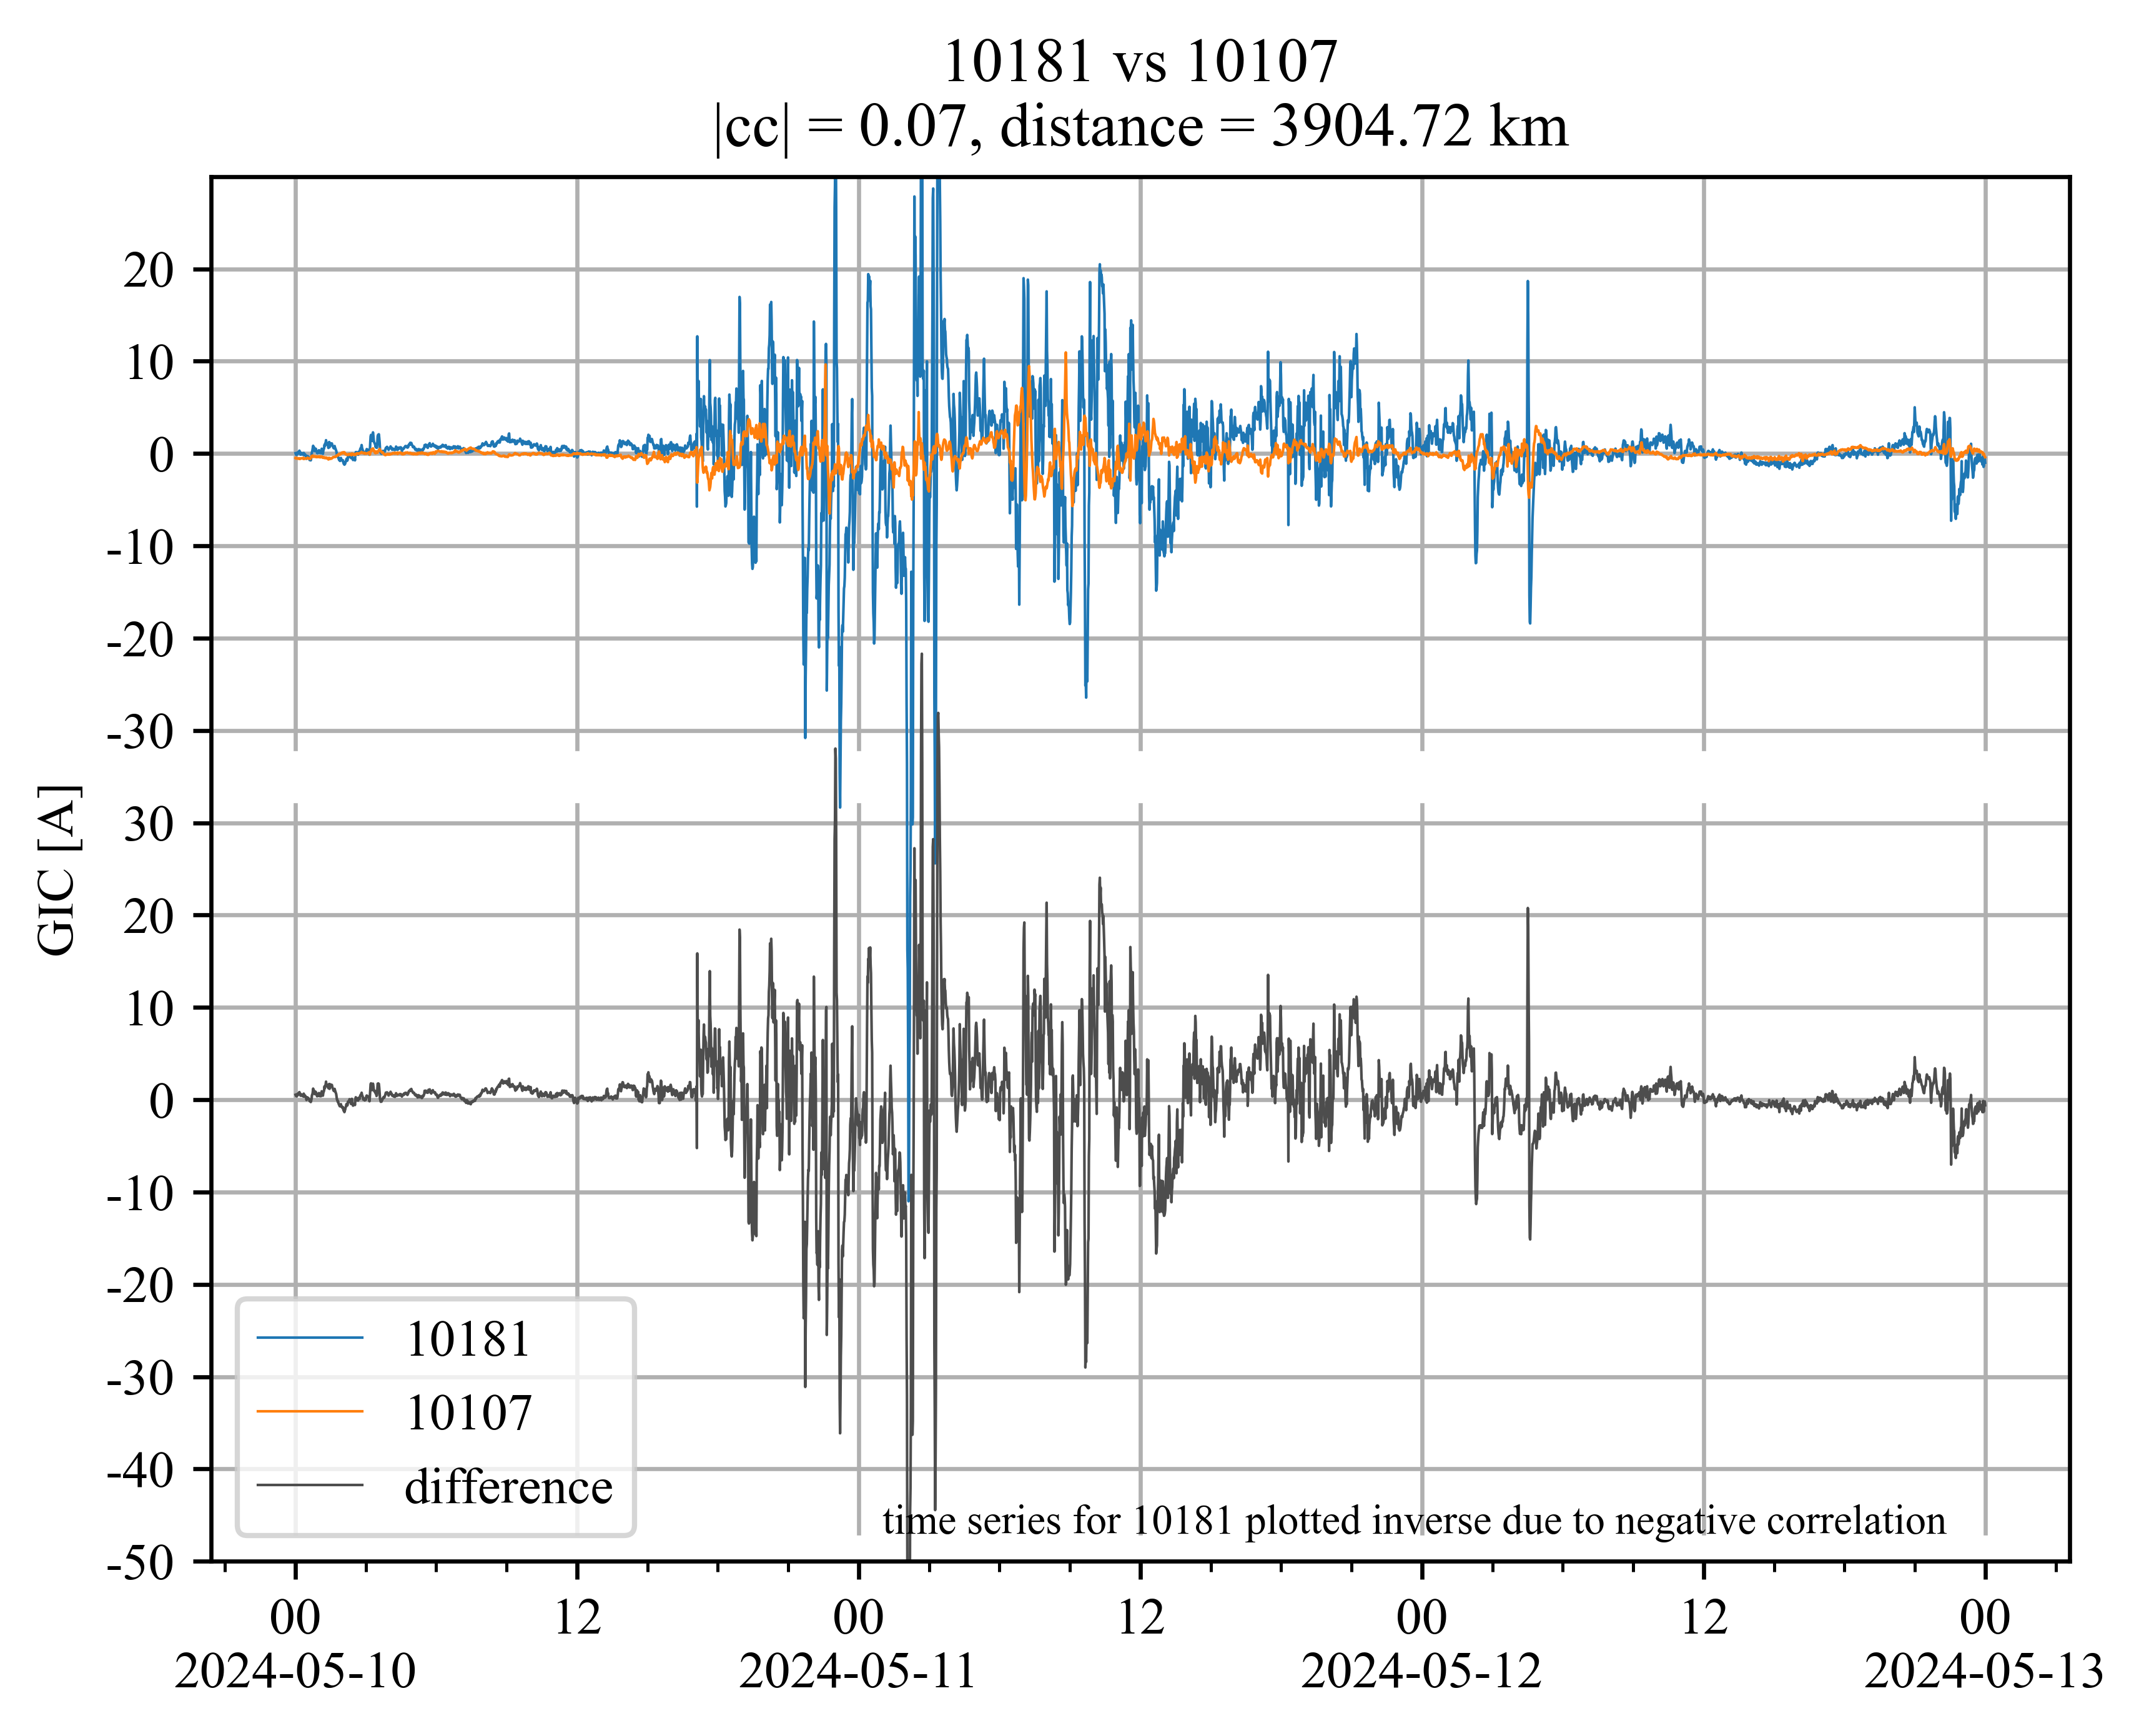 10181 vs 10107
|cc| = 0.07, distance = 3904.72 km
20
10
0
-10
-20
-30
30
20
10
0
-10
-20
-30
-40
-50
GIC [A]
10181
10107
difference
time series for 10181 plotted inverse due to negative correlation
00 12 00 12 00 12 00
2024-05-10 2024-05-11 2024-05-12 2024-05-13